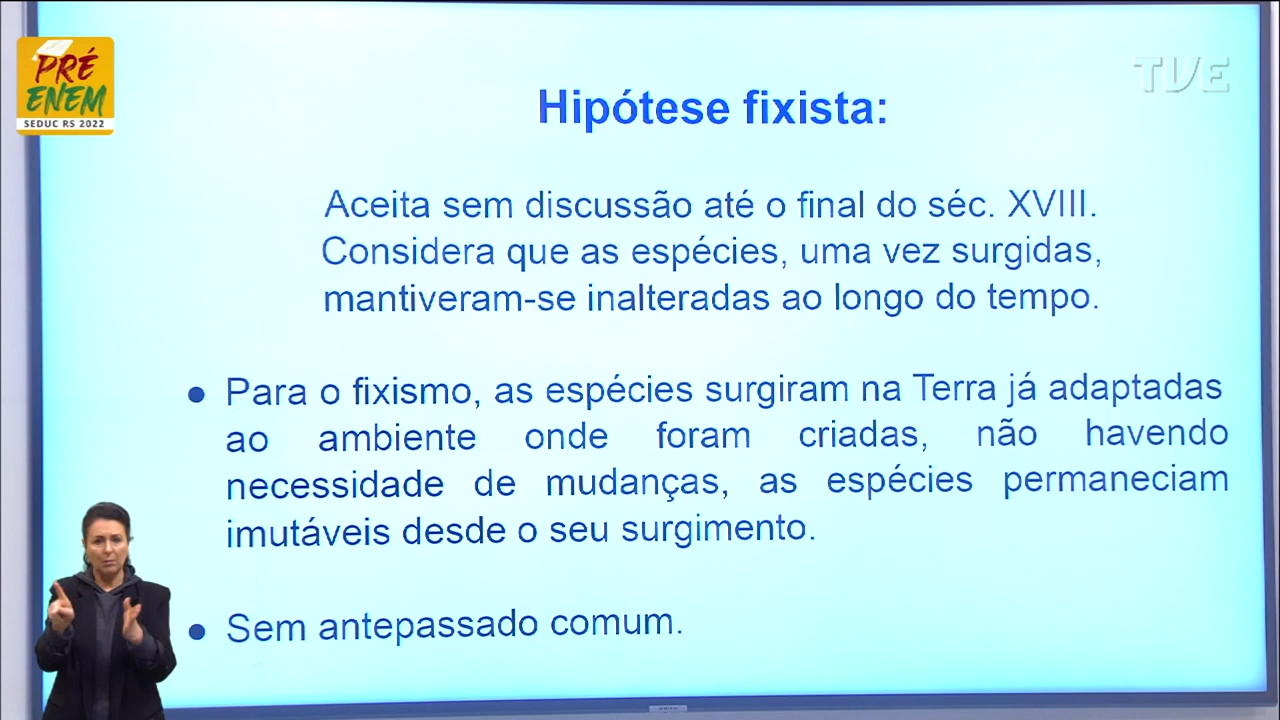 PRÉ
ENEM
SEDUC RS 2022
TVE
Hipótese fixista:
Aceita sem discussão até o final do séc. XVIII.
Considera que as espécies, uma vez surgidas,
mantiveram-se inalteradas ao longo do tempo.
● Para o fixismo, as espécies surgiram na Terra já adaptadas
ao ambiente onde foram criadas, não havendo
necessidade de mudanças, as espécies permaneciam
imutáveis desde o seu surgimento.
● Sem antepassado comum.